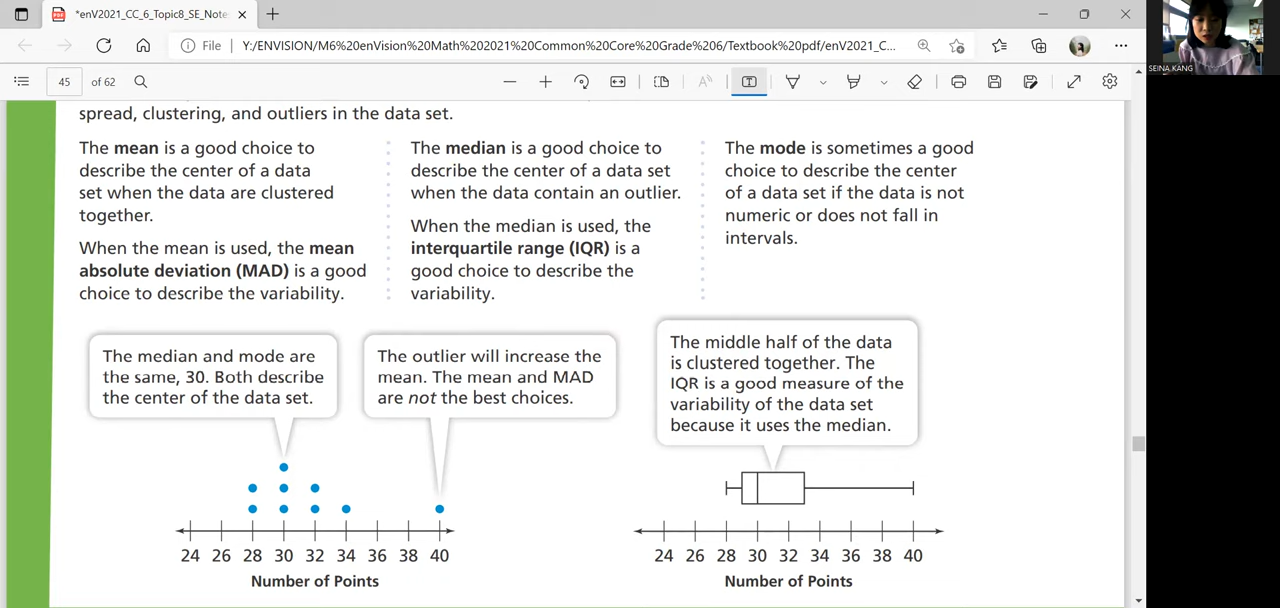 *enV2021_CC_6_Topic8_SE_Note
File
Y:/ENVISION/M6%20enVision%20Math%202021%20Common%20Core%20Grade%206/Textbook%20pdf/enV2021_C...
45 of 62
SEINA KANG
spread, clustering, and outliers in the data set.
The mean is a good choice to
describe the center of a data
set when the data are clustered
together.
When the mean is used, the mean
absolute deviation (MAD) is a good
choice to describe the variability.
The median is a good choice to
describe the center of a data set
when the data contain an outlier.
When the median is used, the
interquartile range (IQR) is a
good choice to describe the
variability.
The mode is sometimes a good
choice to describe the center
of a data set if the data is not
numeric or does not fall in
intervals.
The median and mode are
the same, 30. Both describe
the center of the data set.
The outlier will increase the
mean. The mean and MAD
are not the best choices.
The middle half of the data
is clustered together. The
IQR is a good measure of the
variability of the data set
because it uses the median.
24 26 28 30 32 34 36 38 40
Number of Points
24 26 28 30 32 34 36 38 40
Number of Points